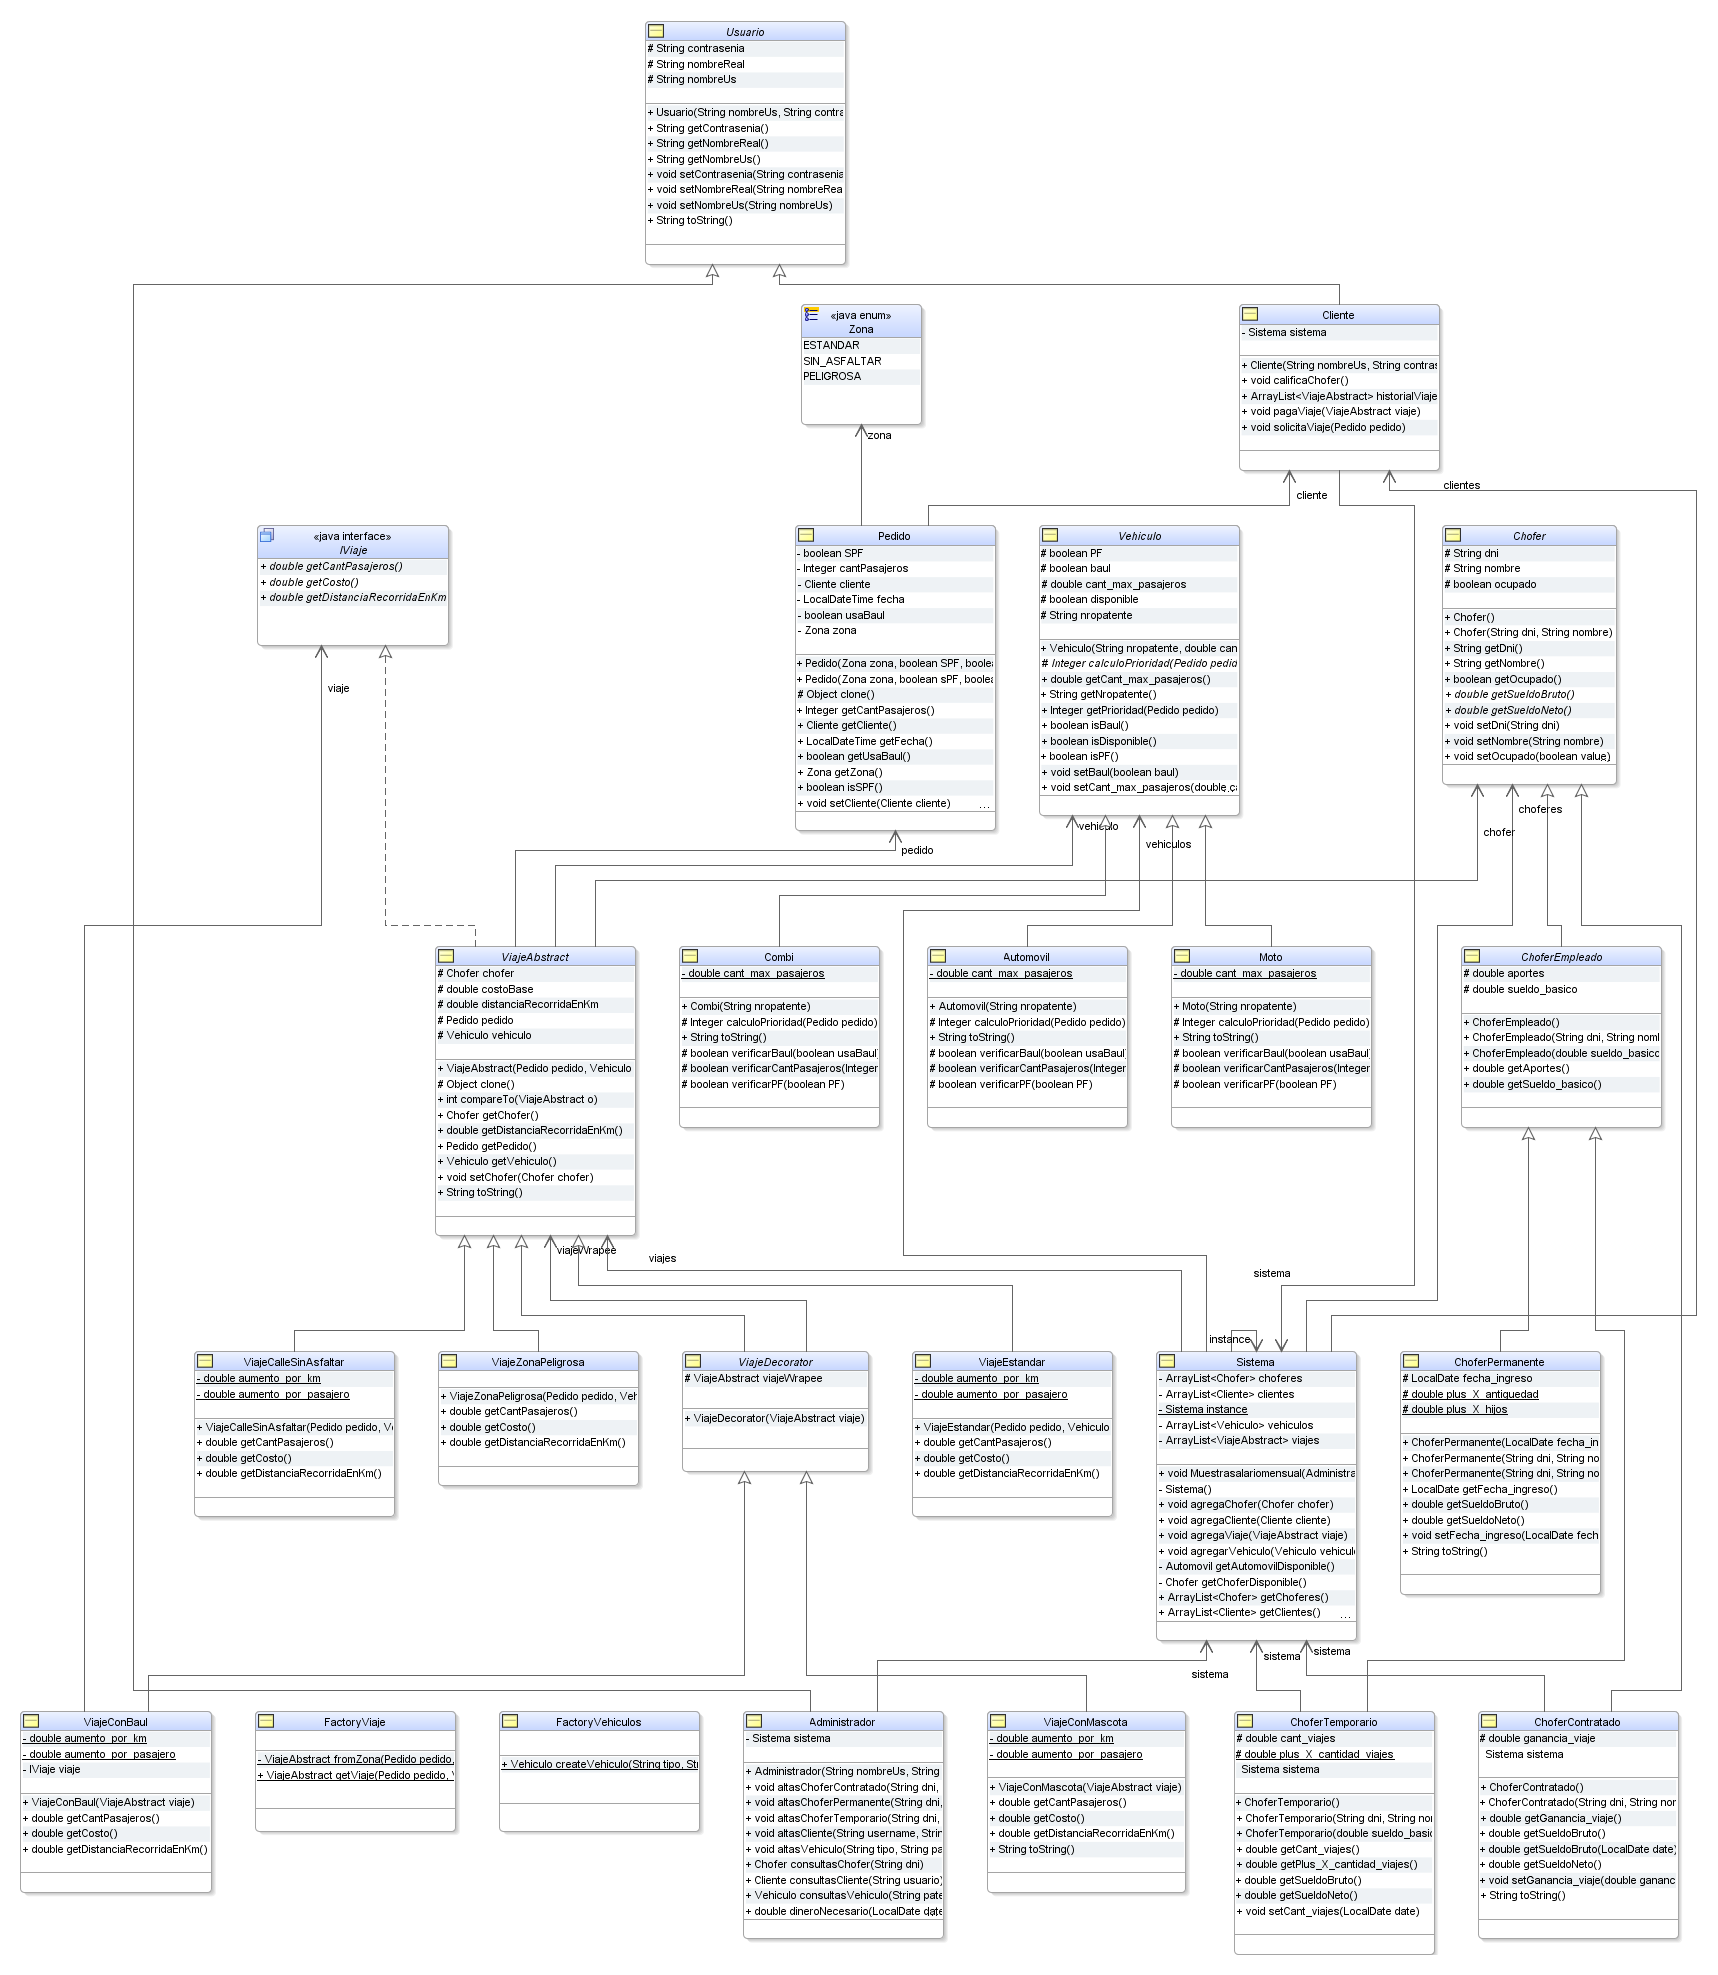 Usuario
# String contrasenia
# String nombreReal
# String nombreUs
+ Usuario(String nombreUs, String contra
+ String getContrasenia()
+ String getNombreReal()
+ String getNombreUs()
+ void setContrasenia(String contrasenia
+ void setNombreReal(String nombreRea
+ void setNombreUs(String nombreUs)
+ String toString()
«java enum»
Zona
ESTANDAR
SIN_ASFALTAR
PELIGROSA
zona
Cliente
- Sistema sistema
+ Cliente(String nombreUs, String contras
+ void calificaChofer()
+ ArrayList<ViajeAbstract> historialViaje
+ void pagaViaje(ViajeAbstract viaje)
+ void solicitaViaje(Pedido pedido)
cliente
clientes
«java interface»
IViaje
+ double getCantPasajeros()
+ double getCosto()
+ double getDistanciaRecorridaEnKm
viaje
Pedido
- boolean SPF
- Integer cantPasajeros
- Cliente cliente
- LocalDateTime fecha
- boolean usaBaul
- Zona zona
+ Pedido(Zona zona, boolean SPF, boolea
+ Pedido(Zona zona, boolean sPF, boolea
# Object clone()
+ Integer getCantPasajeros()
+ Cliente getCliente()
+ LocalDateTime getFecha()
+ boolean getUsaBaul()
+ Zona getZona()
+ boolean isSPF()
+ void setCliente(Cliente cliente) ...
pedido
Vehiculo
# boolean PF
# boolean baul
# double cant_max_pasajeros
# boolean disponible
# String nropatente
+ Vehiculo(String nropatente, double can
# Integer calculoPrioridad(Pedido pedid
+ double getCant_max_pasajeros()
+ String getNropatente()
+ Integer getPrioridad(Pedido pedido)
+ boolean isBaul()
+ boolean isDisponible()
+ boolean isPF()
+ void setBaul(boolean baul)
+ void setCant_max_pasajeros(double ca
vehiculo
vehiculos
Chofer
# String dni
# String nombre
# boolean ocupado
+ Chofer()
+ Chofer(String dni, String nombre)
+ String getDni()
+ String getNombre()
+ boolean getOcupado()
+ double getSueldoBruto()
+ double getSueldoNeto()
+ void setDni(String dni)
+ void setNombre(String nombre)
+ void setOcupado(boolean value)
choferes
chofer
ViajeAbstract
# Chofer chofer
# double costoBase
# double distanciaRecorridaEnKm
# Pedido pedido
# Vehiculo vehiculo
+ ViajeAbstract(Pedido pedido, Vehiculo
# Object clone()
+ int compareTo(ViajeAbstract o)
+ Chofer getChofer()
+ double getDistanciaRecorridaEnKm()
+ Pedido getPedido()
+ Vehiculo getVehiculo()
+ void setChofer(Chofer chofer)
+ String toString()
viajeWrapee
viajes
Combi
- double cant_max_pasajeros
+ Combi(String nropatente)
# Integer calculoPrioridad(Pedido pedido)
+ String toString()
# boolean verificarBaul(boolean usaBaul
# boolean verificarCantPasajeros(Integer
# boolean verificarPF(boolean PF)
Automovil
- double cant_max_pasajeros
+ Automovil(String nropatente)
# Integer calculoPrioridad(Pedido pedido)
+ String toString()
# boolean verificarBaul(boolean usaBaul
# boolean verificarCantPasajeros(Integer
# boolean verificarPF(boolean PF)
Moto
- double cant_max_pasajeros
+ Moto(String nropatente)
# Integer calculoPrioridad(Pedido pedido)
+ String toString()
# boolean verificarBaul(boolean usaBaul
# boolean verificarCantPasajeros(Integer
# boolean verificarPF(boolean PF)
ChoferEmpleado
# double aportes
# double sueldo_basico
+ ChoferEmpleado()
+ ChoferEmpleado(String dni, String noml
+ ChoferEmpleado(double sueldo_basico
+ double getAportes()
+ double getSueldo_basico()
sistema
instance
ViajeCalleSinAsfaltar
- double aumento_por_km
- double aumento_por_pasajero
+ ViajeCalleSinAsfaltar(Pedido pedido, V
+ double getCantPasajeros()
+ double getCosto()
+ double getDistanciaRecorridaEnKm()
ViajeZonaPeligrosa
+ ViajeZonaPeligrosa(Pedido pedido, Veh
+ double getCantPasajeros()
+ double getCosto()
+ double getDistanciaRecorridaEnKm()
ViajeDecorator
# ViajeAbstract viajeWrapee
+ ViajeDecorator(ViajeAbstract viaje)
ViajeEstandar
- double aumento_por_km
- double aumento_por_pasajero
+ ViajeEstandar(Pedido pedido, Vehiculo
+ double getCantPasajeros()
+ double getCosto()
+ double getDistanciaRecorridaEnKm()
Sistema
- ArrayList<Chofer> choferes
- ArrayList<Cliente> clientes
- Sistema instance
- ArrayList<Vehiculo> vehiculos
- ArrayList<ViajeAbstract> viajes
+ void Muestrasalariomensual(Administra
- Sistema()
+ void agregaChofer(Chofer chofer)
+ void agregaCliente(Cliente cliente)
+ void agregaViaje(ViajeAbstract viaje)
+ void agregarVehiculo(Vehiculo vehicul
- Automovil getAutomovilDisponible()
- Chofer getChoferDisponible()
+ ArrayList<Chofer> getChoferes()
+ ArrayList<Cliente> getClientes() ...
ChoferPermanente
# LocalDate fecha_ingreso
# double plus_X_antiguedad
# double plus_X_hijos
+ ChoferPermanente(LocalDate fecha_in
+ ChoferPermanente(String dni, String no
+ ChoferPermanente(String dni, String no
+ LocalDate getFecha_ingreso()
+ double getSueldoBruto()
+ double getSueldoNeto()
+ void setFecha_ingreso(LocalDate fech
+ String toString()
sistema
sistema
sistema
ViajeConBaul
- double aumento_por_km
- double aumento_por_pasajero
- IViaje viaje
+ ViajeConBaul(ViajeAbstract viaje)
+ double getCantPasajeros()
+ double getCosto()
+ double getDistanciaRecorridaEnKm()
FactoryViaje
- ViajeAbstract fromZona(Pedido pedido,
+ ViajeAbstract getViaje(Pedido pedido, V
FactoryVehiculos
+ Vehiculo createVehiculo(String tipo, Str
Administrador
- Sistema sistema
+ Administrador(String nombreUs, String
+ void altasChoferContratado(String dni,
+ void altasChoferPermanente(String dni,
+ void altasChoferTemporario(String dni,
+ void altasCliente(String username, Strin
+ void altasVehiculo(String tipo, String pa
+ Chofer consultasChofer(String dni)
+ Cliente consultasCliente(String usuario)
+ Vehiculo consultasVehiculo(String pate
+ double dineroNecesario(LocalDate date
ViajeConMascota
- double aumento_por_km
- double aumento_por_pasajero
+ ViajeConMascota(ViajeAbstract viaje)
+ double getCantPasajeros()
+ double getCosto()
+ double getDistanciaRecorridaEnKm()
+ String toString()
ChoferTemporario
# double cant_viajes
# double plus_X_cantidad_viajes
Sistema sistema
+ ChoferTemporario()
+ ChoferTemporario(String dni, String nor
+ ChoferTemporario(double sueldo_basic
+ double getCant_viajes()
+ double getPlus_X_cantidad_viajes()
+ double getSueldoBruto()
+ double getSueldoNeto()
+ void setCant_viajes(LocalDate date)
ChoferContratado
# double ganancia_viaje
Sistema sistema
+ ChoferContratado()
+ ChoferContratado(String dni, String nor
+ double getGanancia_viaje()
+ double getSueldoBruto()
+ double getSueldoBruto(LocalDate date)
+ double getSueldoNeto()
+ void setGanancia_viaje(double gananc
+ String toString()